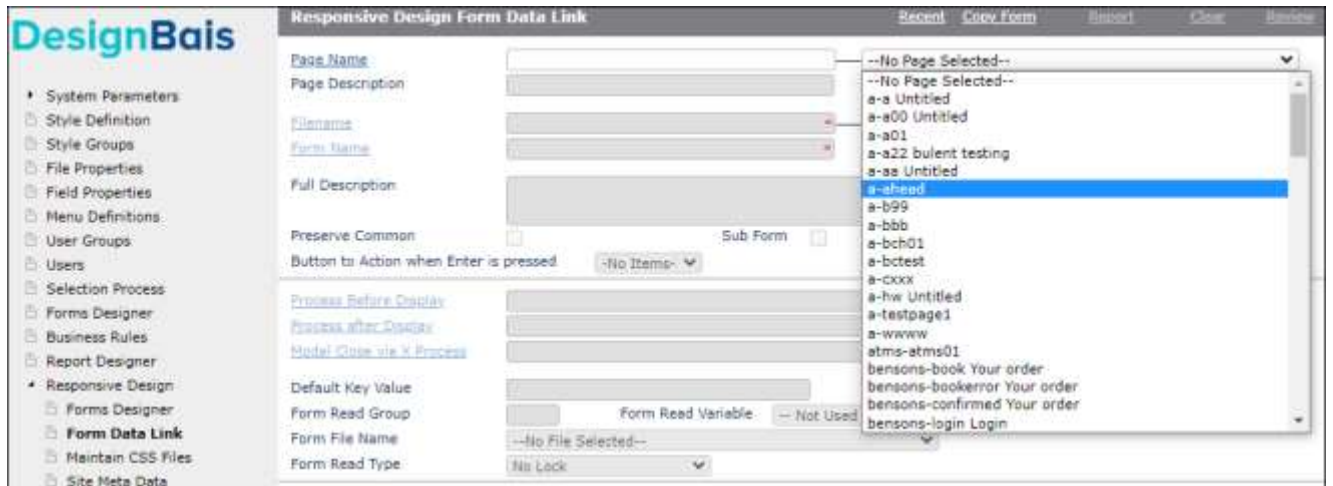 DesignBais
Responsive Design Form Data Link
Recent Copy Form Report Clear Review
System Parameters
Style Definition
Style Groups
File Properties
Field Properties
Menu Definitions
User Groups
Users
Selection Process
Forms Designer
Business Rules
Report Designer
Responsive Design
Forms Designer
Form Data Link
Maintain CSS Files
Site Meta Data
Page Name
Page Description
Filename *
Form Name *
Full Description
Preserve Common Sub Form
Button to Action when Enter is pressed -No Items-
Process Before Display
Process after Display
Modal Close via X Process
Default Key Value
Form Read Group Form Read Variable -- Not Used
Form File Name --No File Selected--
Form Read Type No Lock
--No Page Selected--
--No Page Selected--
a-a Untitled
a-a00 Untitled
a-a01
a-a22 bulent testing
a-aa Untitled
a-ahead
a-b99
a-bbb
a-bch01
a-bctest
a-cxxx
a-hw Untitled
a-testpage1
a-wwww
atms-atms01
bensons-book Your order
bensons-bookerror Your order
bensons-confirmed Your order
bensons-login Login